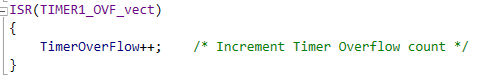 ISR(TIMER1_OVF_vect)
{
    TimerOverFlow++;    /* Increment Timer Overflow count */
}